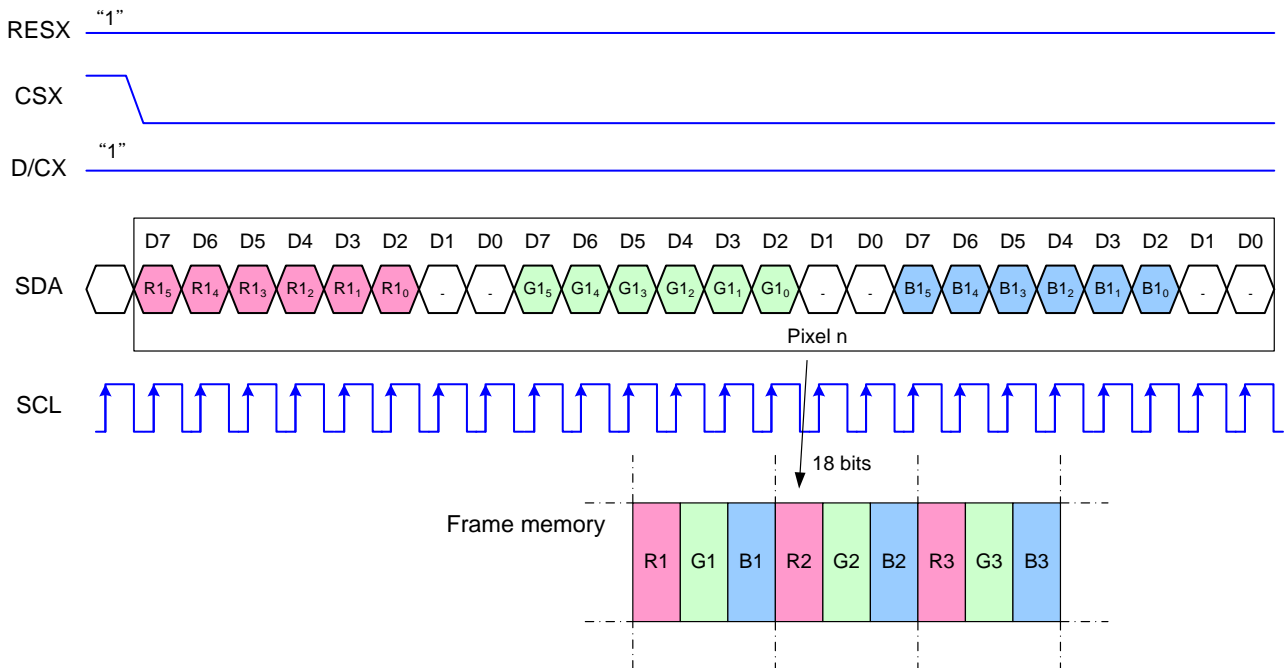 RESX “1”
CSX
D/CX “1”
D7 D6 D5 D4 D3 D2 D1 D0 D7 D6 D5 D4 D3 D2 D1 D0 D7 D6 D5 D4 D3 D2 D1 D0
SDA R1₅ R1₄ R1₃ R1₂ R1₁ R1₀ - - G1₅ G1₄ G1₃ G1₂ G1₁ G1₀ - - B1₅ B1₄ B1₃ B1₂ B1₁ B1₀ - -
Pixel n
SCL
18 bits
Frame memory
R1 G1 B1 R2 G2 B2 R3 G3 B3